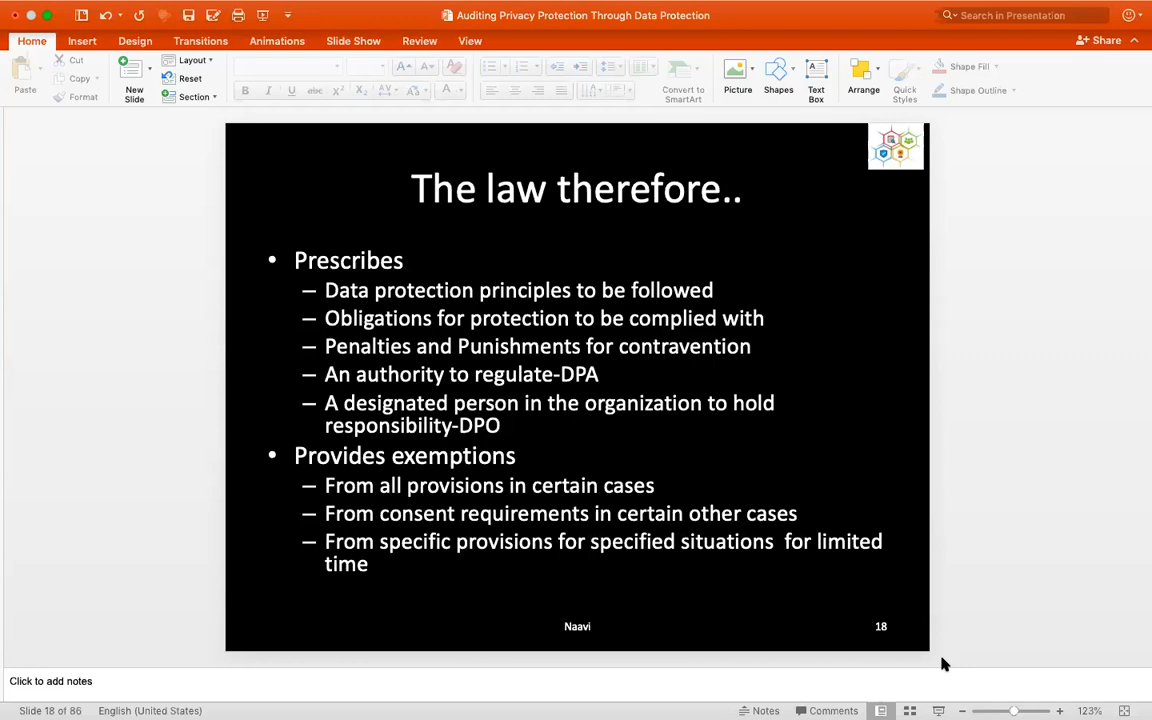 Auditing Privacy Protection Through Data Protection
Search in Presentation
Home Insert Design Transitions Animations Slide Show Review View
Share
Paste
Cut
Copy
Format
New
Slide
Layout
Reset
Section
B I U abc X² X₂ AV Aa A
Convert to
SmartArt
Picture
Shapes
Text
Box
Arrange
Quick
Styles
Shape Fill
Shape Outline
The law therefore..
• Prescribes
– Data protection principles to be followed
– Obligations for protection to be complied with
– Penalties and Punishments for contravention
– An authority to regulate-DPA
– A designated person in the organization to hold
responsibility-DPO
• Provides exemptions
– From all provisions in certain cases
– From consent requirements in certain other cases
– From specific provisions for specified situations for limited
time
Naavi
18
Click to add notes
Slide 18 of 86 English (United States)
Notes Comments 123%